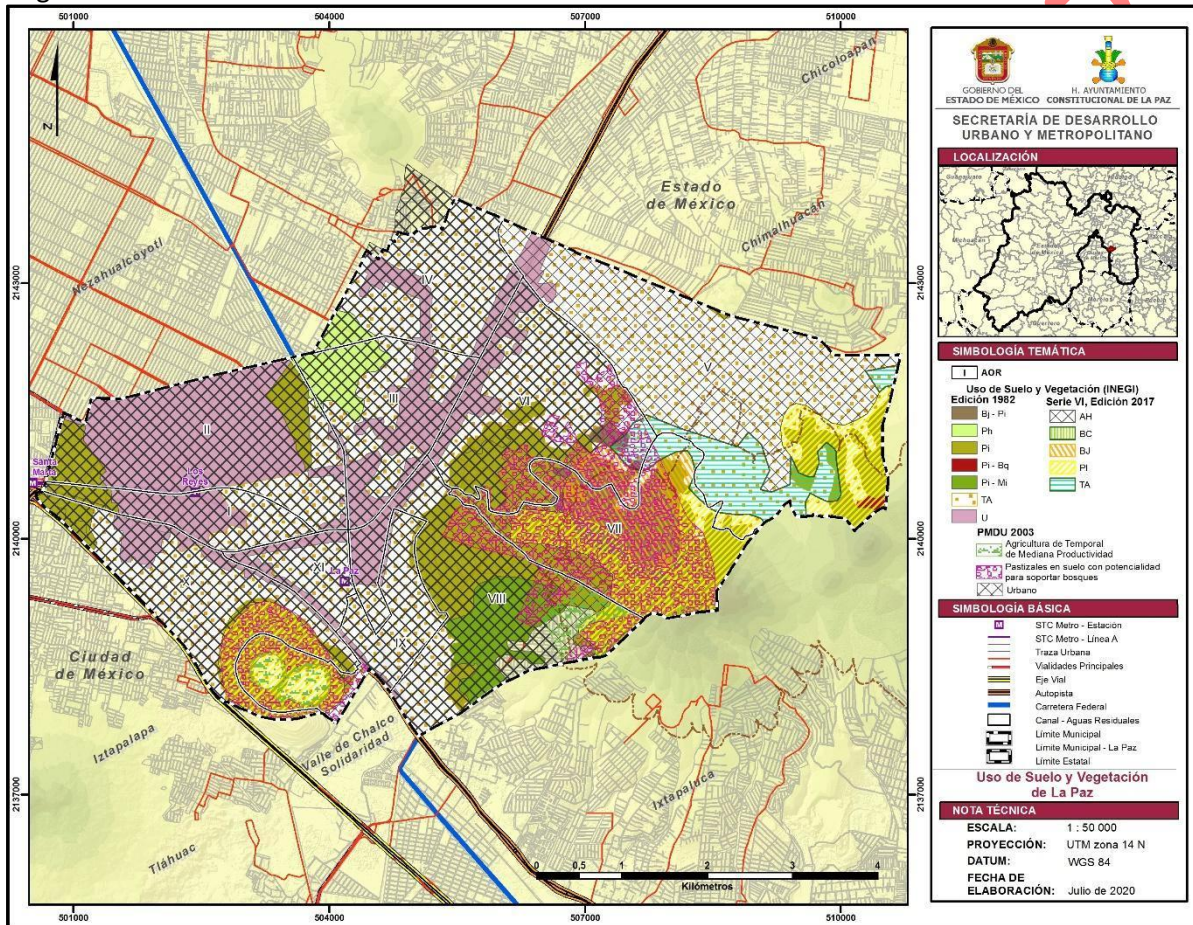 501000
504000
507000
510000
2143000
2140000
2137000
N
Chicoloapan
Estado
de México
Chimalhuacán
Nezahualcóyotl
IV
V
III
VI
II
Santa
Marta
M
Los
Reyes
I
VII
XI
La Paz
M
X
VIII
IX
Ciudad
de México
Iztapalapa
Valle de Chalco
Solidaridad
Ixtapaluca
Tláhuac
0 0,5 1 2 3 4
Kilómetros
501000
504000
507000
510000
GOBIERNO DEL
ESTADO DE MÉXICO
H. AYUNTAMIENTO
CONSTITUCIONAL DE LA PAZ
SECRETARÍA DE DESARROLLO
URBANO Y METROPOLITANO
LOCALIZACIÓN
SIMBOLOGÍA TEMÁTICA
I AOR
Uso de Suelo y Vegetación (INEGI)
Edición 1982
Bj - Pi
Ph
Pi
Pi - Bq
Pi - Mi
TA
U
Serie VI, Edición 2017
AH
BC
BJ
PI
TA
PMDU 2003
Agricultura de Temporal
de Mediana Productividad
Pastizales en suelo con potencialidad
para soportar bosques
Urbano
SIMBOLOGÍA BÁSICA
M STC Metro - Estación
STC Metro - Línea A
Traza Urbana
Vialidades Principales
Eje Vial
Autopista
Carretera Federal
Canal - Aguas Residuales
Límite Municipal
Límite Municipal - La Paz
Límite Estatal
Uso de Suelo y Vegetación
de La Paz
NOTA TÉCNICA
ESCALA: 1 : 50 000
PROYECCIÓN: UTM zona 14 N
DATUM: WGS 84
FECHA DE
ELABORACIÓN: Julio de 2020